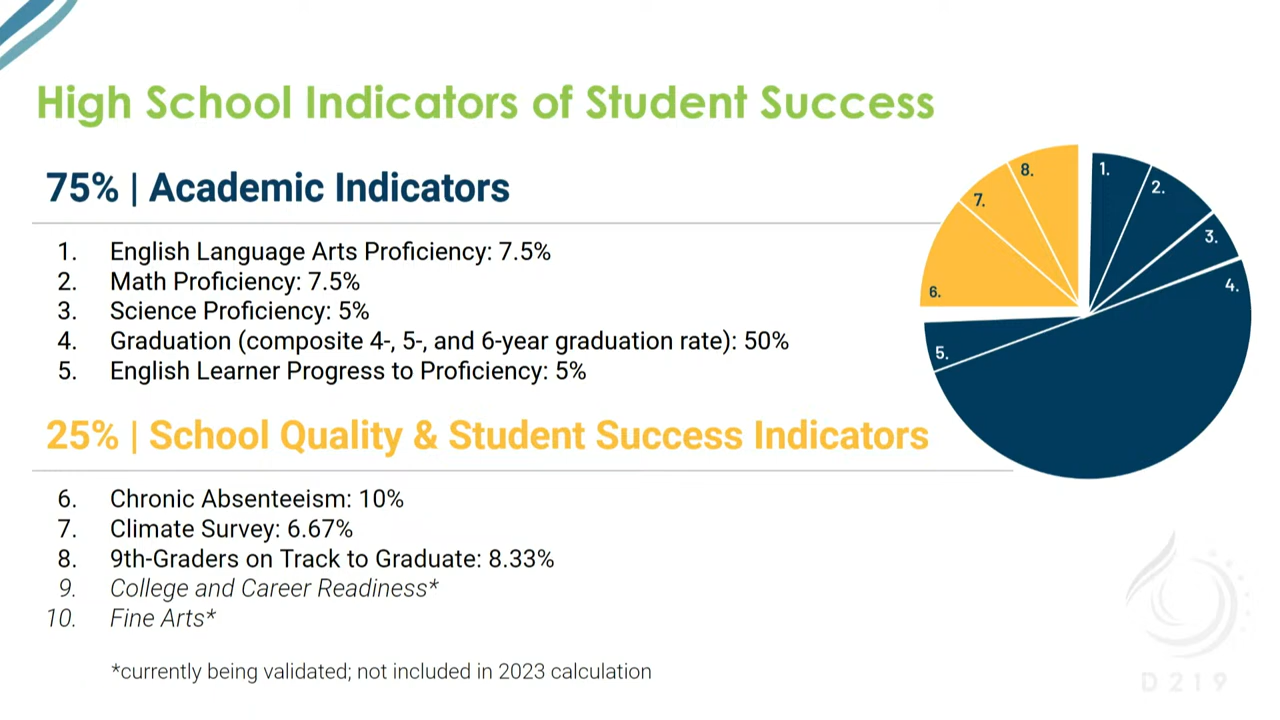 High School Indicators of Student Success
75% | Academic Indicators
1. English Language Arts Proficiency: 7.5%
2. Math Proficiency: 7.5%
3. Science Proficiency: 5%
4. Graduation (composite 4-, 5-, and 6-year graduation rate): 50%
5. English Learner Progress to Proficiency: 5%
25% | School Quality & Student Success Indicators
6. Chronic Absenteeism: 10%
7. Climate Survey: 6.67%
8. 9th-Graders on Track to Graduate: 8.33%
9. College and Career Readiness*
10. Fine Arts*
*currently being validated; not included in 2023 calculation
1.
2.
3.
4.
5.
6.
7.
8.
D219